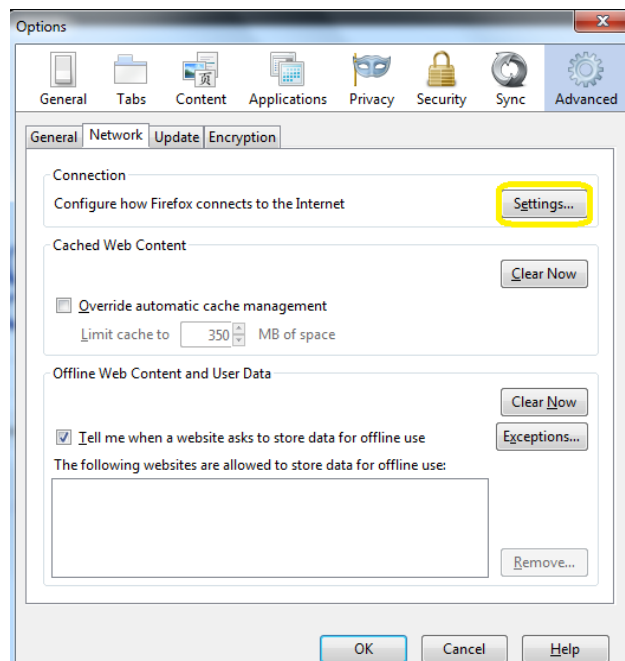 Options
General Tabs Content Applications Privacy Security Sync Advanced
General Network Update Encryption
Connection
Configure how Firefox connects to the Internet Settings...
Cached Web Content
Clear Now
Override automatic cache management
Limit cache to 350 MB of space
Offline Web Content and User Data
Clear Now
Tell me when a website asks to store data for offline use Exceptions...
The following websites are allowed to store data for offline use:
Remove...
OK Cancel Help